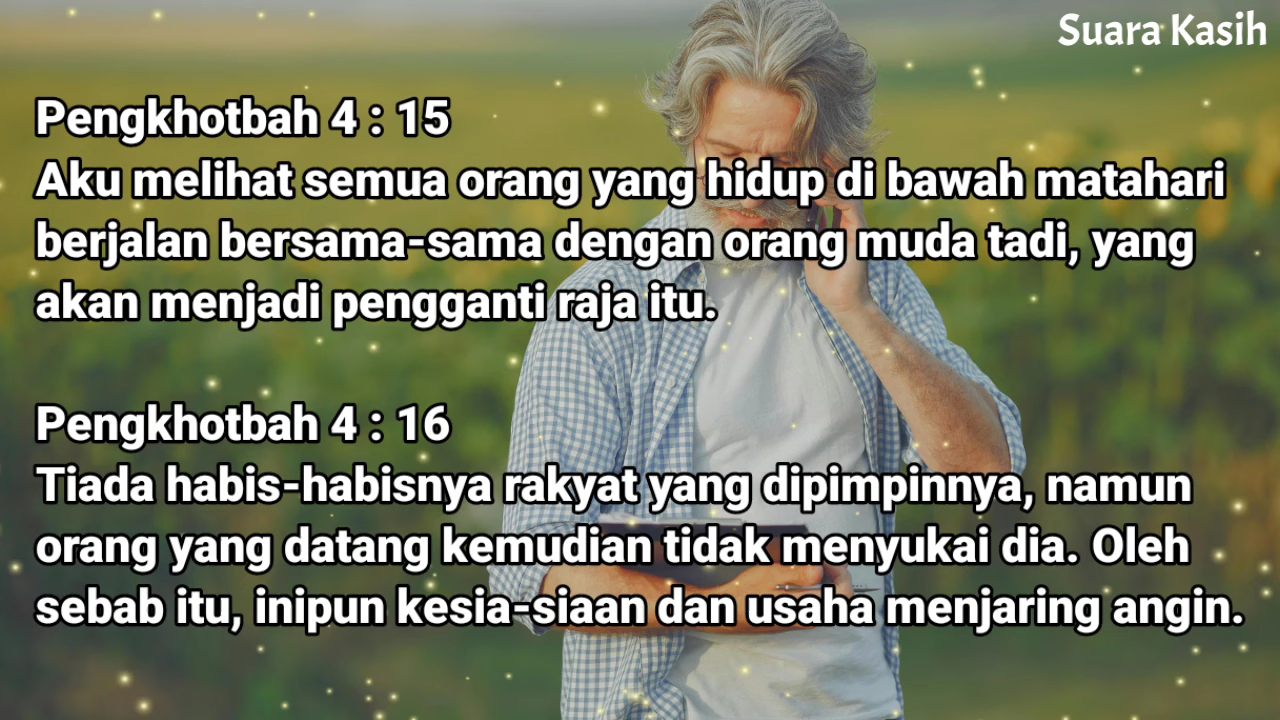 Suara Kasih
Pengkhotbah 4 : 15
Aku melihat semua orang yang hidup di bawah matahari
berjalan bersama-sama dengan orang muda tadi, yang
akan menjadi pengganti raja itu.
Pengkhotbah 4 : 16
Tiada habis-habisnya rakyat yang dipimpinnya, namun
orang yang datang kemudian tidak menyukai dia. Oleh
sebab itu, inipun kesia-siaan dan usaha menjaring angin.